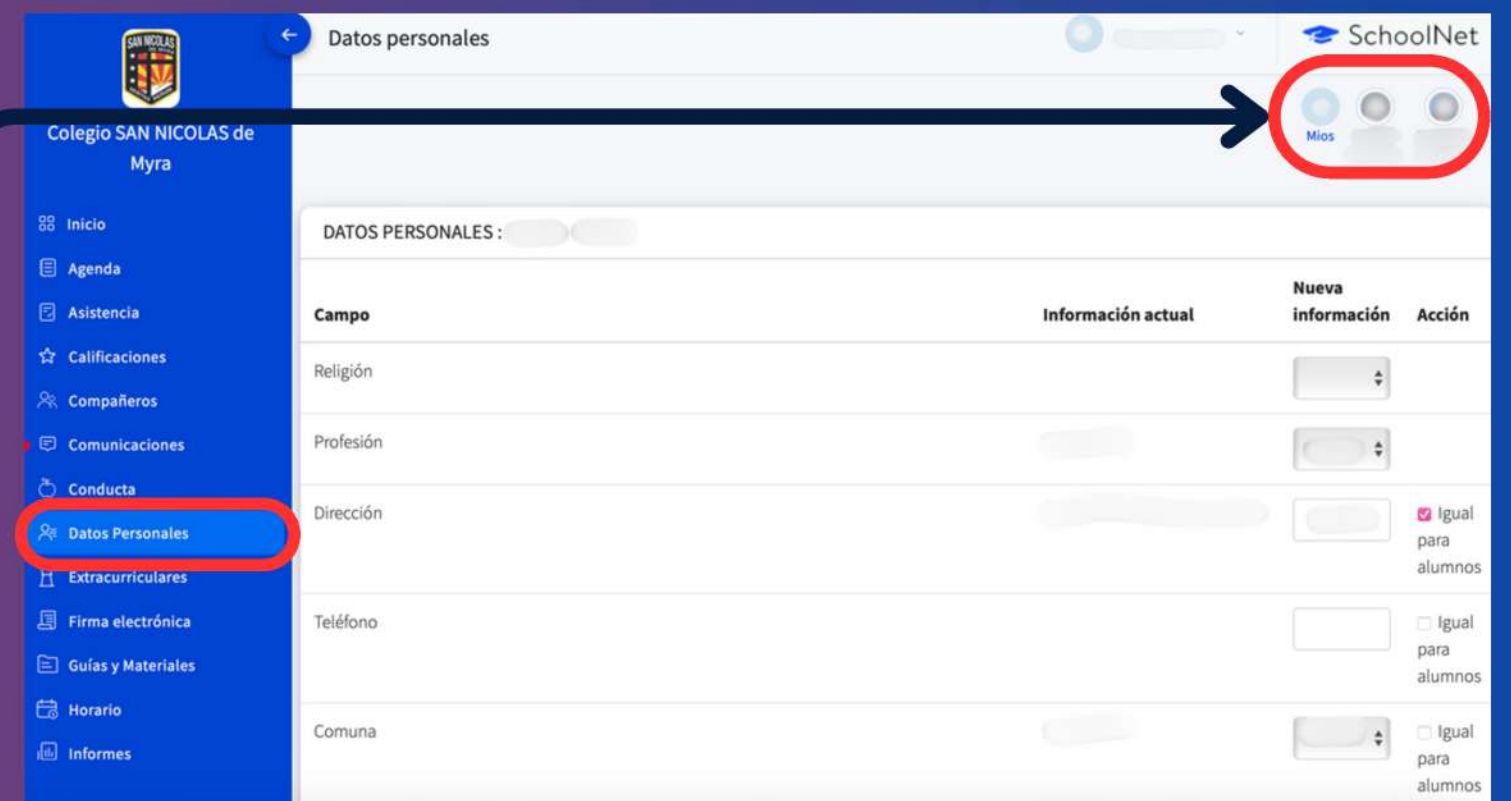 SAN NICOLAS
Datos personales
SchoolNet
Mios
Colegio SAN NICOLAS de
Myra
Inicio
Agenda
Asistencia
Calificaciones
Compañeros
Comunicaciones
Conducta
Datos Personales
Extracurriculares
Firma electrónica
Guías y Materiales
Horario
Informes
DATOS PERSONALES :
Campo
Información actual
Nueva
información
Acción
Religión
Profesión
Dirección
Igual
para
alumnos
Teléfono
Igual
para
alumnos
Comuna
Igual
para
alumnos